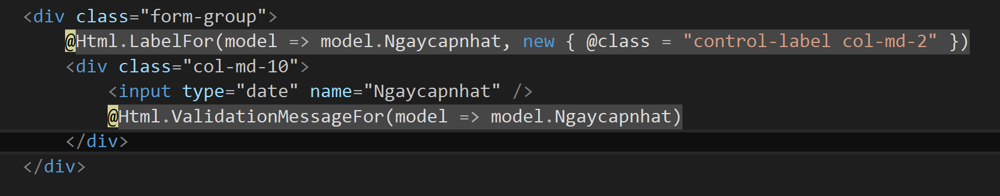 <div class="form-group">
@Html.LabelFor(model => model.Ngaycapnhat, new { @class = "control-label col-md-2" })
<div class="col-md-10">
<input type="date" name="Ngaycapnhat" />
@Html.ValidationMessageFor(model => model.Ngaycapnhat)
</div>
</div>